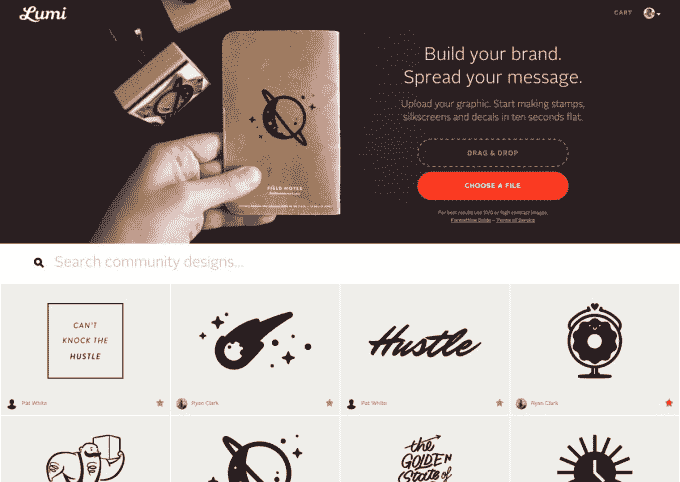 Lumi
CART
Build your brand.
Spread your message.
Upload your graphic. Start making stamps,
silkscreens and decals in ten seconds flat.
DRAG & DROP
CHOOSE A FILE
For best results use SVG or high contrast images.
Formatting Guide – Terms of Service
FIELD NOTES
Search community designs...
CAN'T
KNOCK THE
HUSTLE
Hustle
Pat White
Ryan Clark
Pat White
Ryan Clark
the
GOLDEN
State of